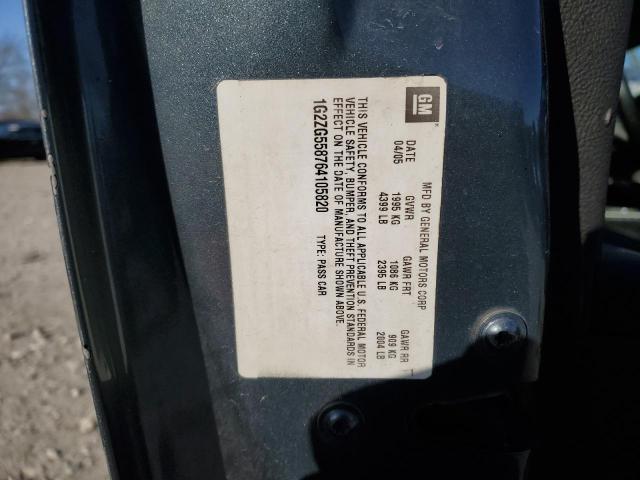 GM
MFD BY GENERAL MOTORS CORP
DATE GVWR GAWR FRT GAWR RR
04/05 1995 KG 1086 KG 909 KG
4399 LB 2395 LB 2004 LB
THIS VEHICLE CONFORMS TO ALL APPLICABLE U.S. FEDERAL MOTOR
VEHICLE SAFETY, BUMPER, AND THEFT PREVENTION STANDARDS IN
EFFECT ON THE DATE OF MANUFACTURE SHOWN ABOVE.
1G2ZG558764105820 TYPE: PASS CAR